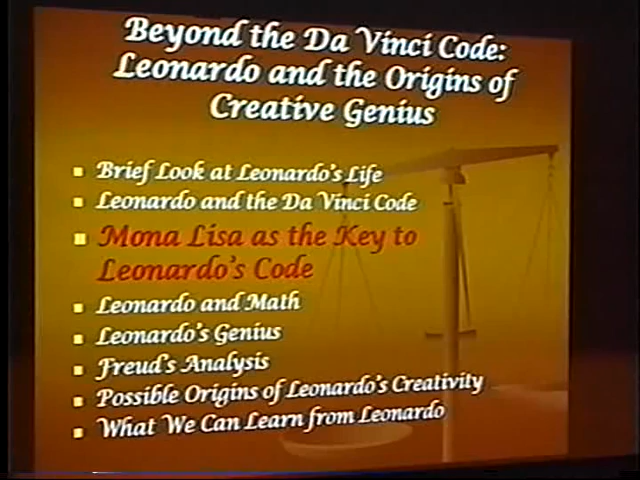 Beyond the Da Vinci Code:
Leonardo and the Origins of
Creative Genius
Brief Look at Leonardo's Life
Leonardo and the Da Vinci Code
Mona Lisa as the Key to
Leonardo's Code
Leonardo and Math
Leonardo's Genius
Freud's Analysis
Possible Origins of Leonardo's Creativity
What We Can Learn from Leonardo